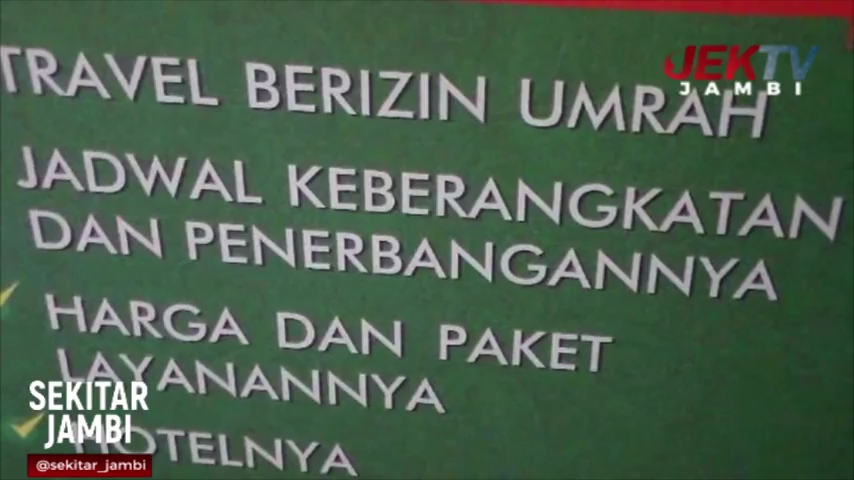 JEKTV
JAMBI
TRAVEL BERIZIN UMRAH
JADWAL KEBERANGKATAN
DAN PENERBANGANNYA
HARGA DAN PAKET
LAYANANNYA
HOTELNYA
SEKITAR
JAMBI
@sekitar_jambi